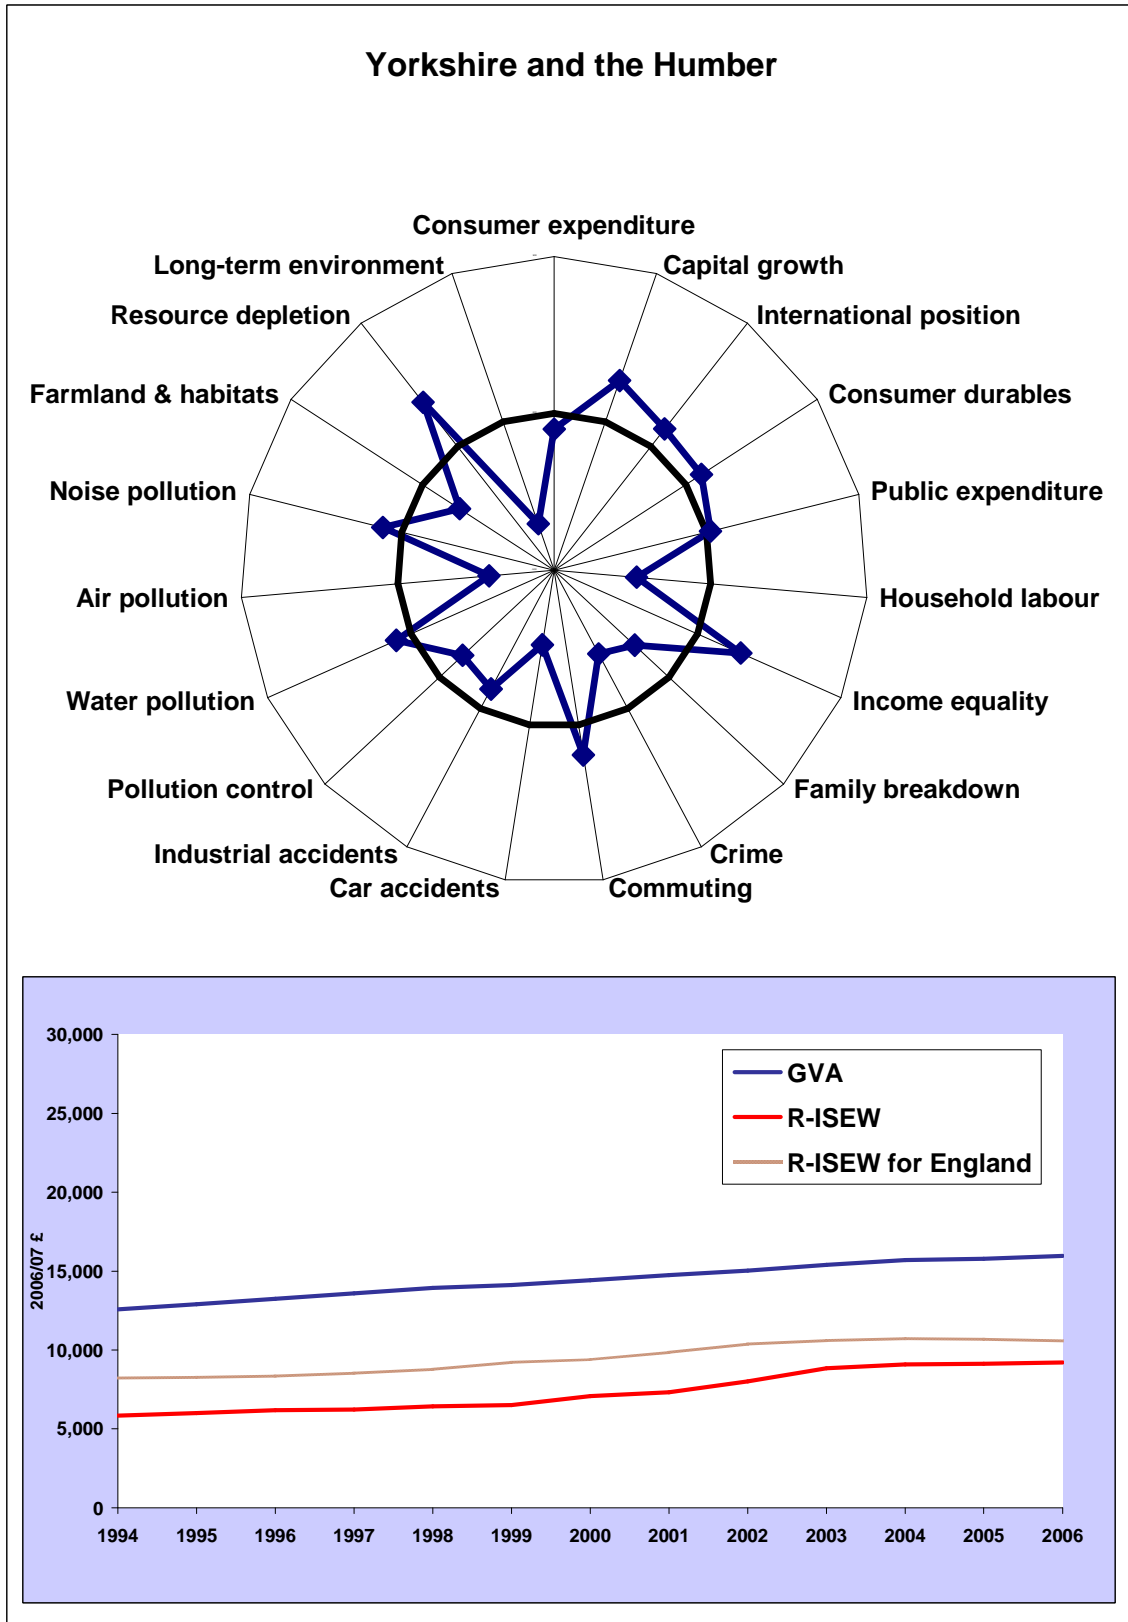 Yorkshire and the Humber
Consumer expenditure
Long-term environment
Capital growth
Resource depletion
International position
Farmland & habitats
Consumer durables
Noise pollution
Public expenditure
Air pollution
Household labour
Water pollution
Income equality
Pollution control
Family breakdown
Industrial accidents
Crime
Car accidents
Commuting
30,000
25,000
20,000
15,000
10,000
5,000
0
2006/07 £
GVA
R-ISEW
R-ISEW for England
1994 1995 1996 1997 1998 1999 2000 2001 2002 2003 2004 2005 2006